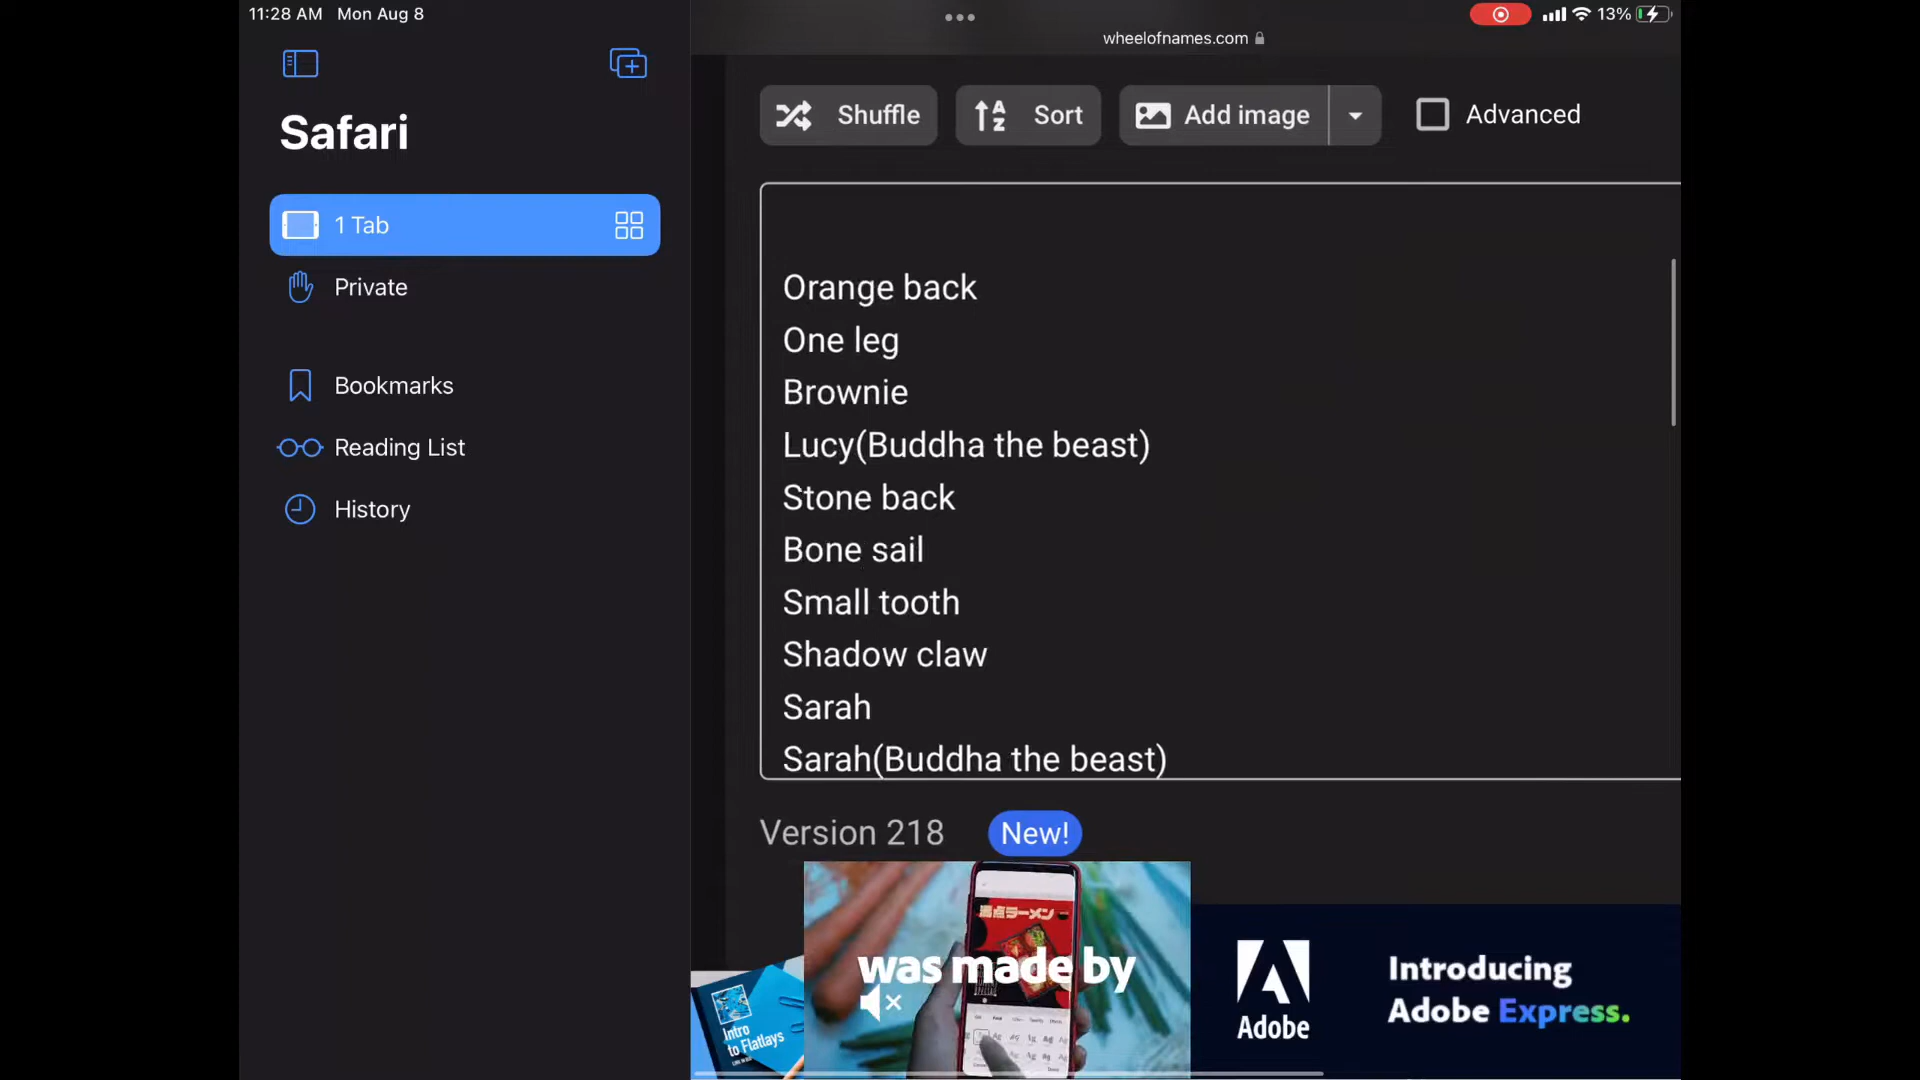 11:28 AM Mon Aug 8
13%
wheelofnames.com
Safari
1 Tab
Private
Bookmarks
Reading List
History
Shuffle
Sort
Add image
Advanced
Orange back
One leg
Brownie
Lucy(Buddha the beast)
Stone back
Bone sail
Small tooth
Shadow claw
Sarah
Sarah(Buddha the beast)
Version 218
New!
was made by
Intro
to Flatlays
Adobe
Introducing
Adobe Express.